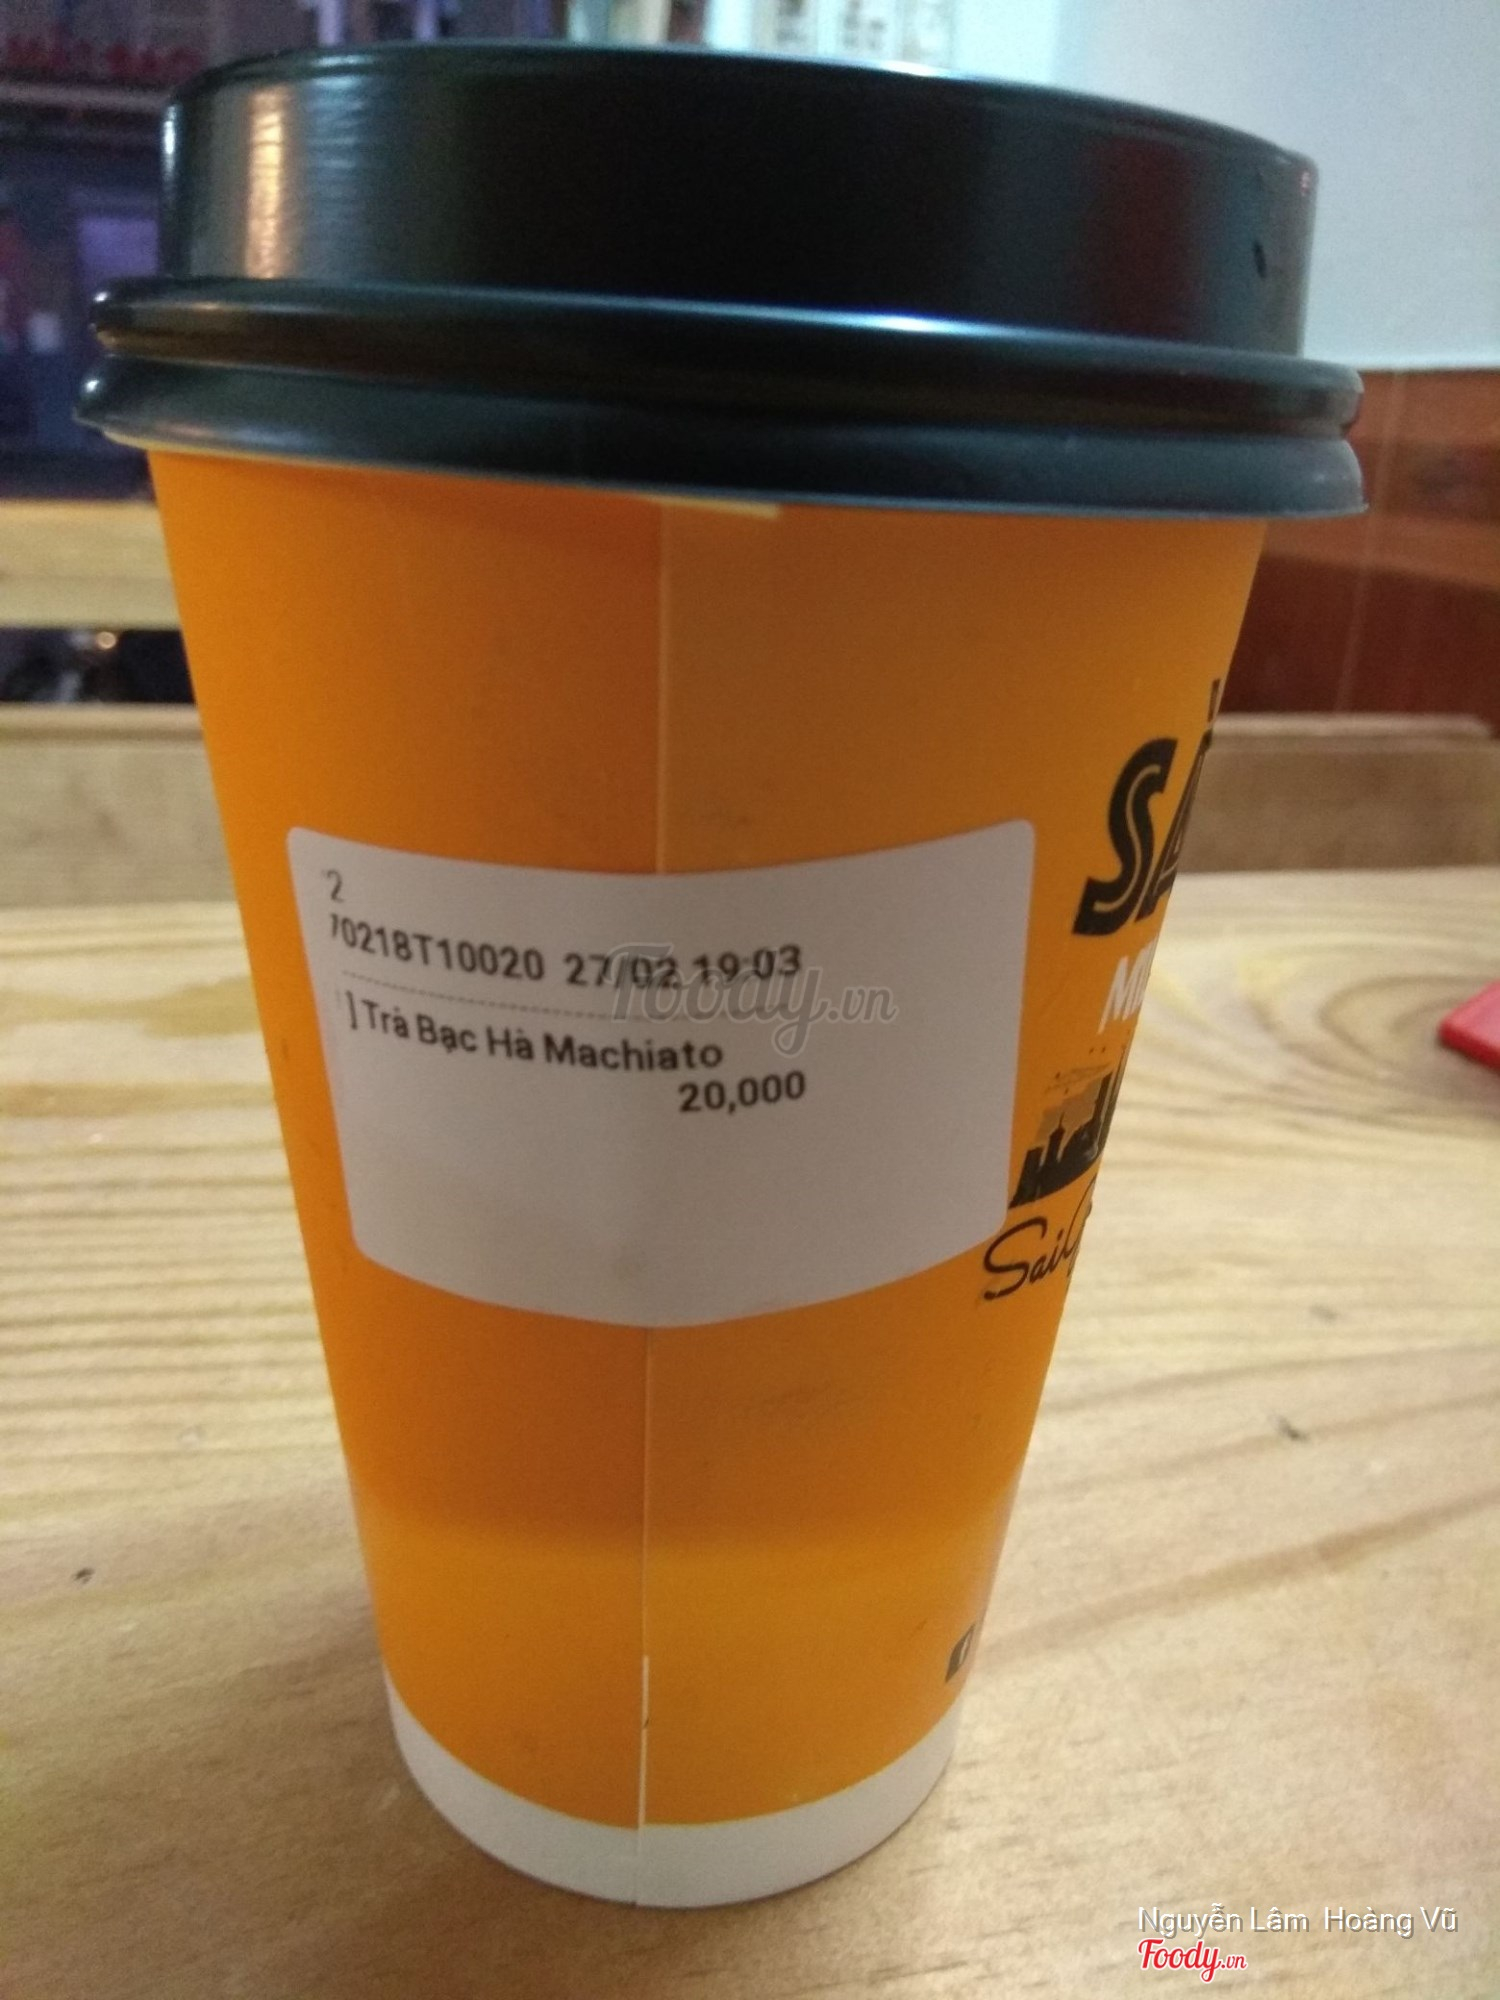 2
70218T10020 27/02 19:03
] Trà Bạc Hà Machiato
20,000
Foody.vn
Nguyễn Lâm Hoàng Vũ
Foody.vn